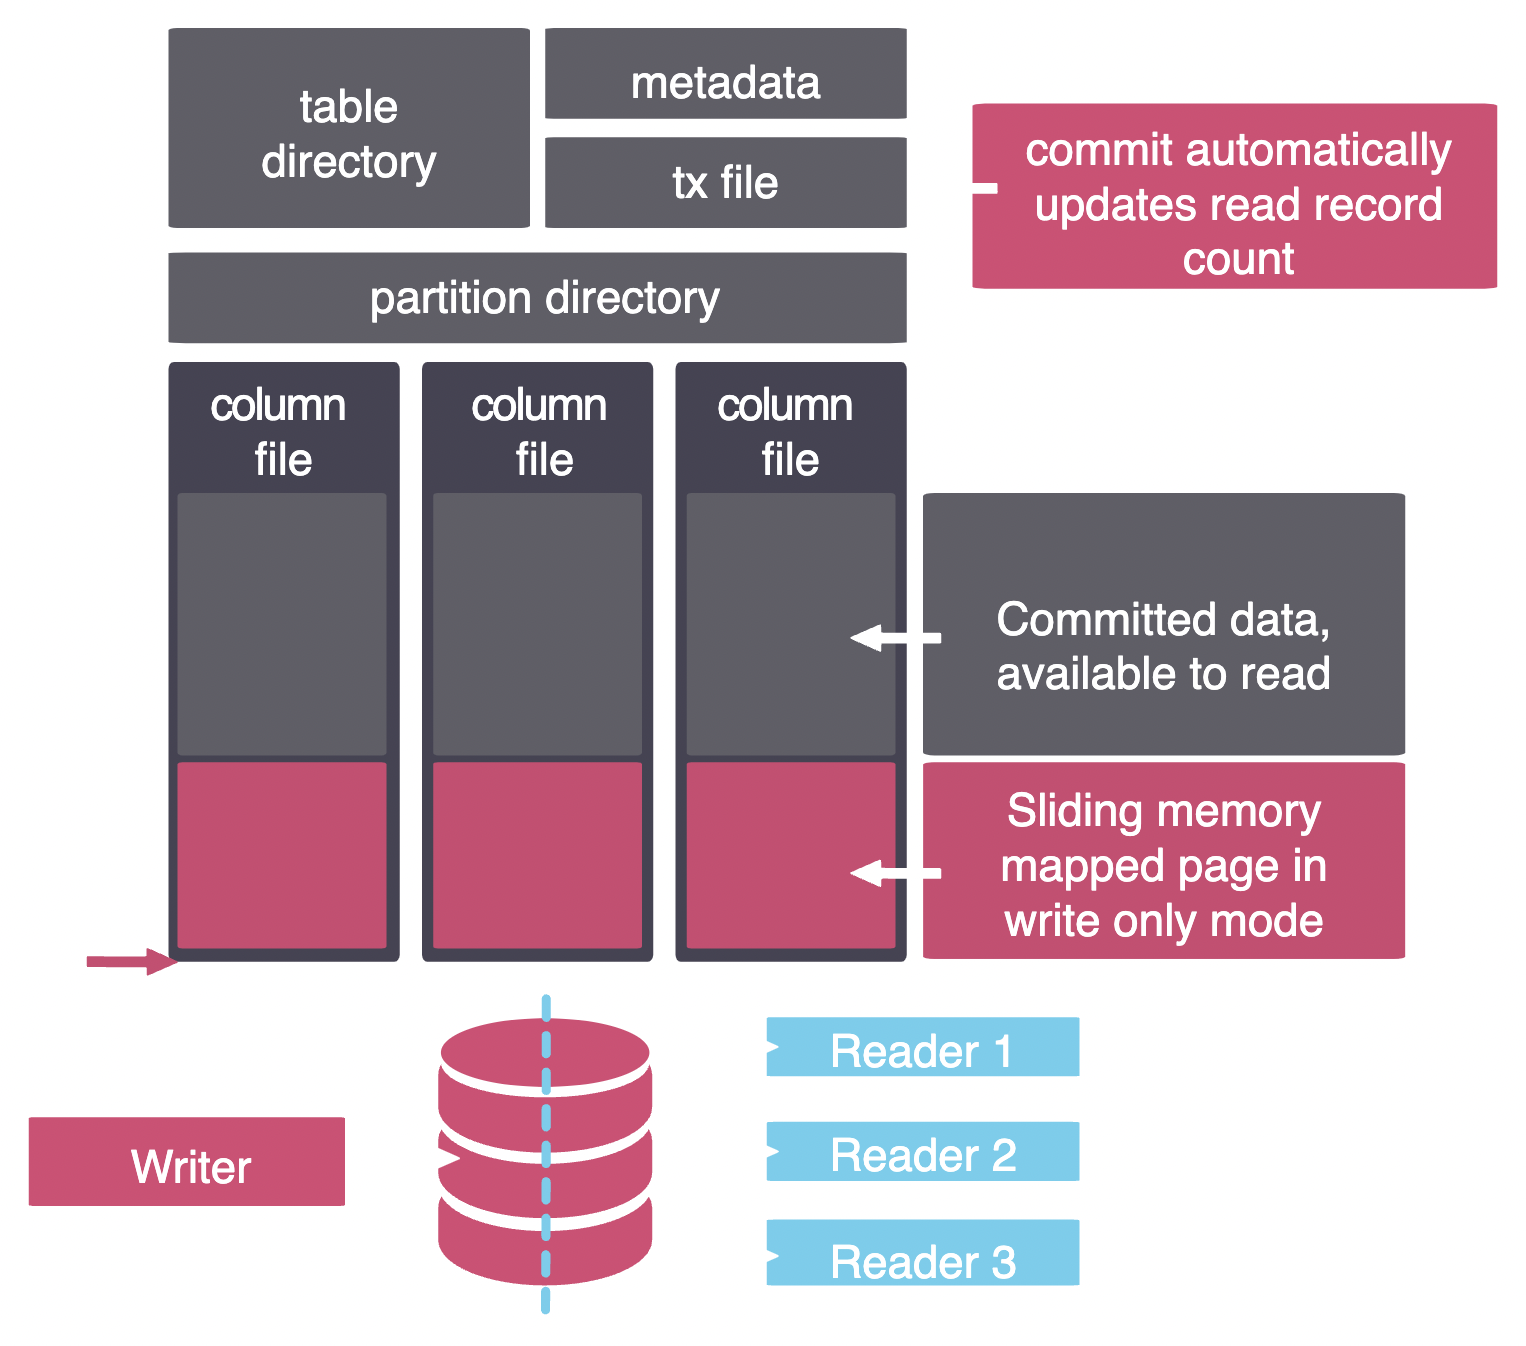 table
directory
metadata
tx file
commit automatically
updates read record
count
partition directory
column
file
column
file
column
file
Committed data,
available to read
Sliding memory
mapped page in
write only mode
Writer
Reader 1
Reader 2
Reader 3